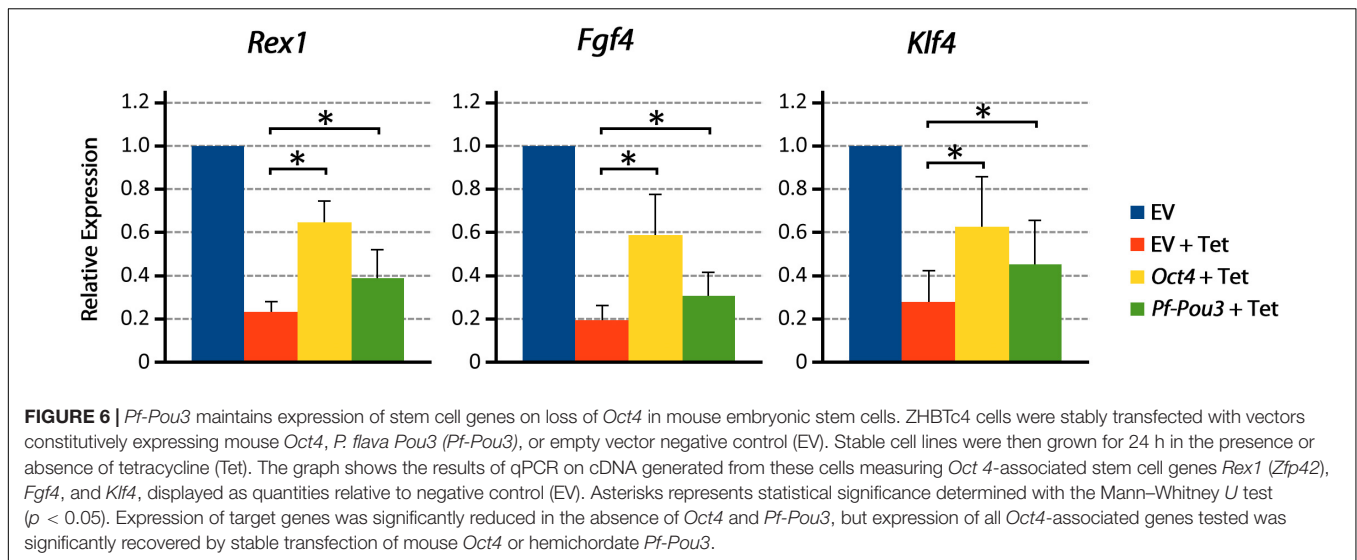 Rex1 Fgf4 Klf4
Relative Expression
1.2 1.2 1.2
1.0 1.0 1.0
0.8 0.8 0.8
0.6 0.6 0.6
0.4 0.4 0.4
0.2 0.2 0.2
0 0 0
* * *
* * *
EV
EV + Tet
Oct4 + Tet
Pf-Pou3 + Tet
FIGURE 6 | Pf-Pou3 maintains expression of stem cell genes on loss of Oct4 in mouse embryonic stem cells. ZHBTc4 cells were stably transfected with vectors
constitutively expressing mouse Oct4, P. flava Pou3 (Pf-Pou3), or empty vector negative control (EV). Stable cell lines were then grown for 24 h in the presence or
absence of tetracycline (Tet). The graph shows the results of qPCR on cDNA generated from these cells measuring Oct 4-associated stem cell genes Rex1 (Zfp42),
Fgf4, and Klf4, displayed as quantities relative to negative control (EV). Asterisks represents statistical significance determined with the Mann–Whitney U test
(p < 0.05). Expression of target genes was significantly reduced in the absence of Oct4 and Pf-Pou3, but expression of all Oct4-associated genes tested was
significantly recovered by stable transfection of mouse Oct4 or hemichordate Pf-Pou3.